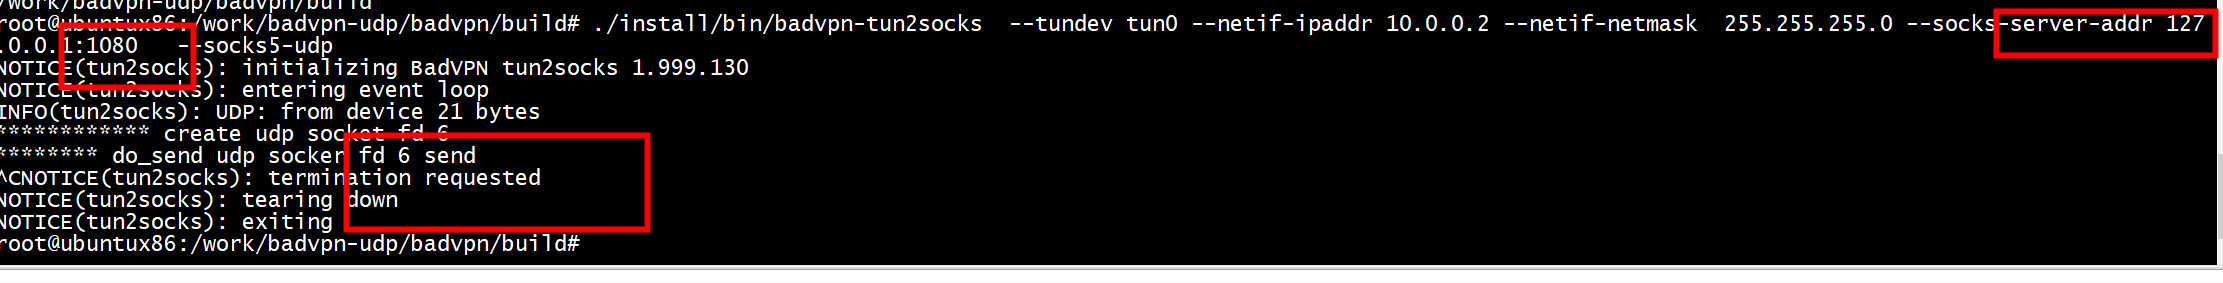 /work/badvpn-udp/badvpn/build
root@ubuntux86:/work/badvpn-udp/badvpn/build# ./install/bin/badvpn-tun2socks  --tundev tun0 --netif-ipaddr 10.0.0.2 --netif-netmask  255.255.255.0 --socks-server-addr 127
.0.0.1:1080   --socks5-udp
NOTICE(tun2socks): initializing BadVPN tun2socks 1.999.130
NOTICE(tun2socks): entering event loop
INFO(tun2socks): UDP: from device 21 bytes
************ create udp socket fd 6
******** do_send udp socker fd 6 send
^CNOTICE(tun2socks): termination requested
NOTICE(tun2socks): tearing down
NOTICE(tun2socks): exiting
root@ubuntux86:/work/badvpn-udp/badvpn/build#